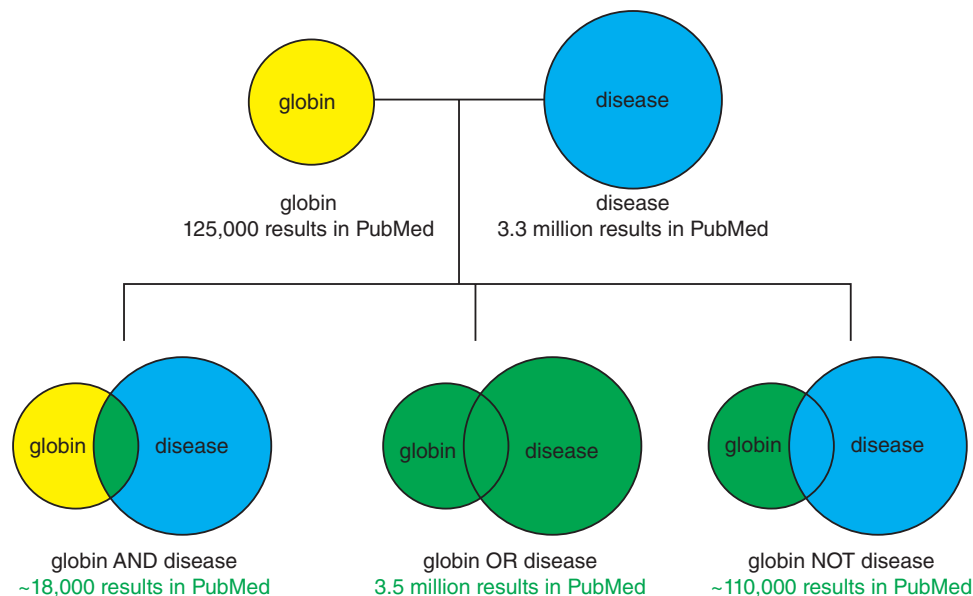 globin
disease
globin
125,000 results in PubMed
disease
3.3 million results in PubMed
globin
disease
globin AND disease
~18,000 results in PubMed
globin
disease
globin OR disease
3.5 million results in PubMed
globin
disease
globin NOT disease
~110,000 results in PubMed